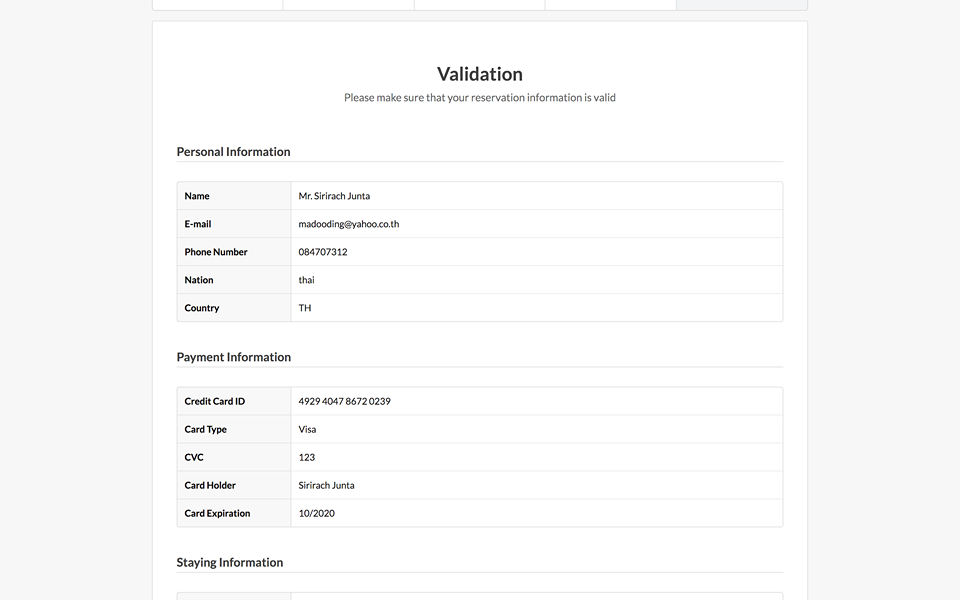 Validation
Please make sure that your reservation information is valid
Personal Information
Name Mr. Sirirach Junta
E-mail madooding@yahoo.co.th
Phone Number 084707312
Nation thai
Country TH
Payment Information
Credit Card ID 4929 4047 8672 0239
Card Type Visa
CVC 123
Card Holder Sirirach Junta
Card Expiration 10/2020
Staying Information